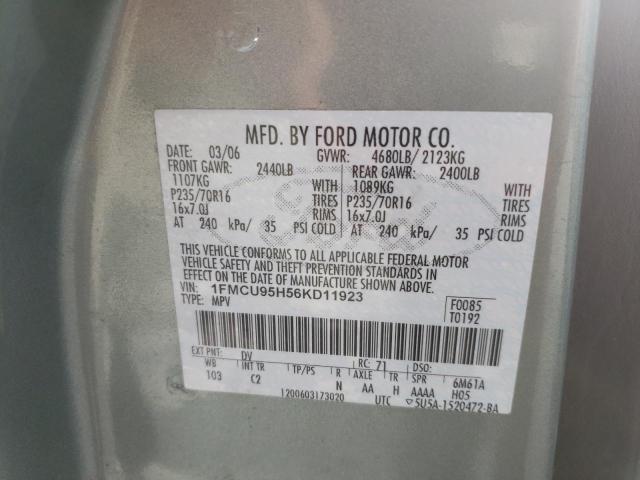 MFD. BY FORD MOTOR CO.
DATE: 03/06 GVWR: 4680LB/ 2123KG
FRONT GAWR: 2440LB REAR GAWR: 2400LB
1107KG WITH 1089KG WITH
P235/70R16 TIRES P235/70R16 TIRES
16x7.0J RIMS 16x7.0J RIMS
AT 240 kPa/ 35 PSI COLD AT 240 kPa/ 35 PSI COLD
THIS VEHICLE CONFORMS TO ALL APPLICABLE FEDERAL MOTOR
VEHICLE SAFETY AND THEFT PREVENTION STANDARDS IN
EFFECT ON THE DATE OF MANUFACTURE SHOWN ABOVE.
VIN: 1FMCU95H56KD11923 F0085
TYPE: MPV T0192
EXT PNT: DV RC: 71 DSO:
WB INT TR TP/PS R AXLE TR SPR 6M61A
103 C2 N AA H AAAA H05
1200603173020 UTC ▽5U5A-1520472-BA
Ford